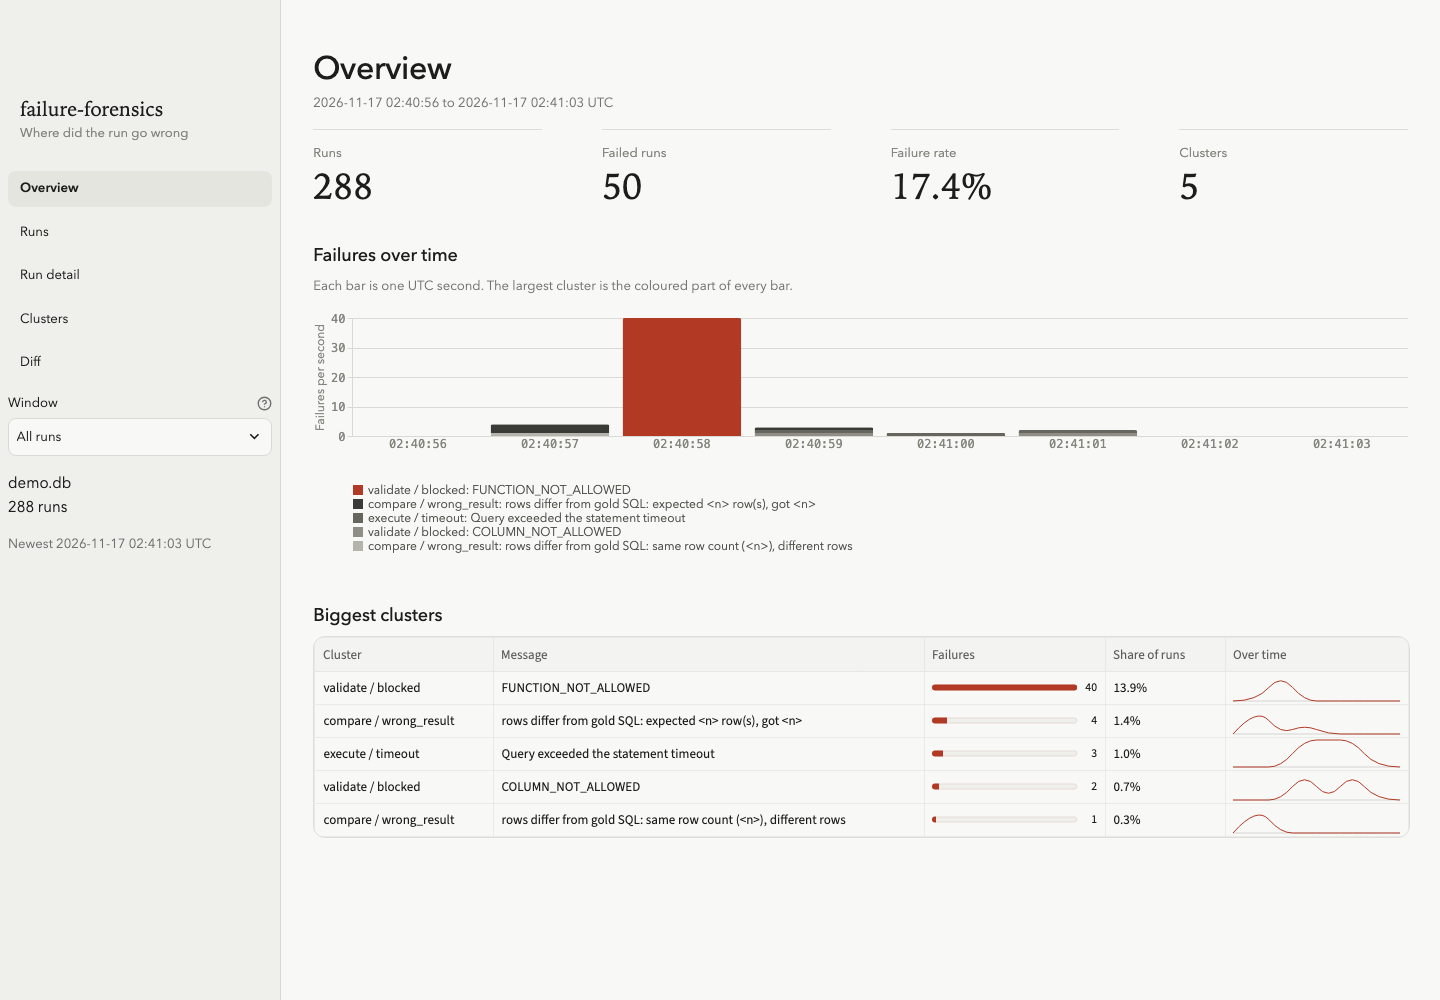 failure-forensics
Where did the run go wrong
Overview
Runs
Run detail
Clusters
Diff
Window
All runs
demo.db
288 runs
Newest 2026-11-17 02:41:03 UTC
Overview
2026-11-17 02:40:56 to 2026-11-17 02:41:03 UTC
Runs
288
Failed runs
50
Failure rate
17.4%
Clusters
5
Failures over time
Each bar is one UTC second. The largest cluster is the coloured part of every bar.
Failures per second
40
30
20
10
0
02:40:56 02:40:57 02:40:58 02:40:59 02:41:00 02:41:01 02:41:02 02:41:03
validate / blocked: FUNCTION_NOT_ALLOWED
compare / wrong_result: rows differ from gold SQL: expected <n> row(s), got <n>
execute / timeout: Query exceeded the statement timeout
validate / blocked: COLUMN_NOT_ALLOWED
compare / wrong_result: rows differ from gold SQL: same row count (<n>), different rows
Biggest clusters
Cluster Message Failures Share of runs Over time
validate / blocked FUNCTION_NOT_ALLOWED 40 13.9%
compare / wrong_result rows differ from gold SQL: expected <n> row(s), got <n> 4 1.4%
execute / timeout Query exceeded the statement timeout 3 1.0%
validate / blocked COLUMN_NOT_ALLOWED 2 0.7%
compare / wrong_result rows differ from gold SQL: same row count (<n>), different rows 1 0.3%